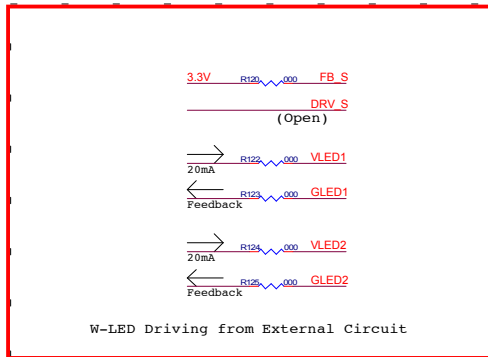 3.3V R120 000 FB_S
DRV_S
(Open)
R122 000 VLED1
20mA
R123 000 GLED1
Feedback
R124 000 VLED2
20mA
R125 000 GLED2
Feedback
W-LED Driving from External Circuit